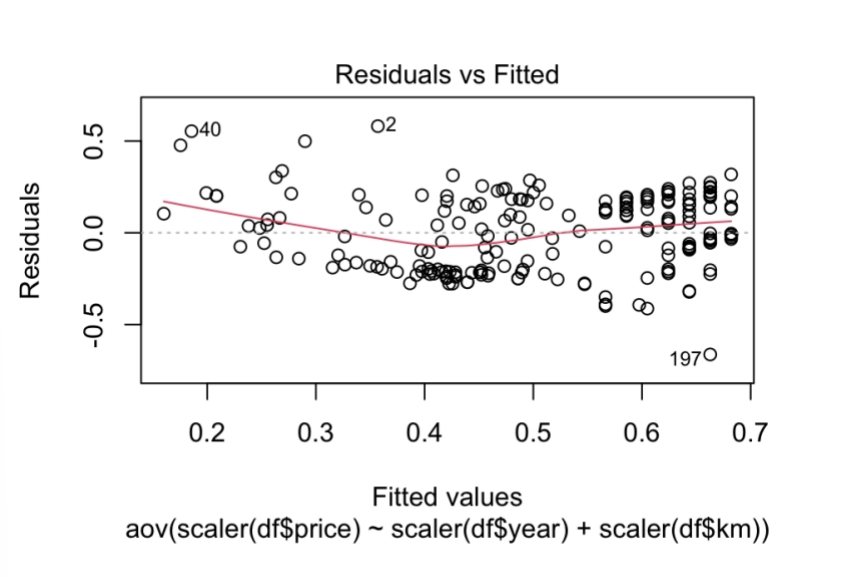 Residuals vs Fitted
40
2
197
0.5
0.0
-0.5
Residuals
0.2 0.3 0.4 0.5 0.6 0.7
Fitted values
aov(scaler(df$price) ~ scaler(df$year) + scaler(df$km))